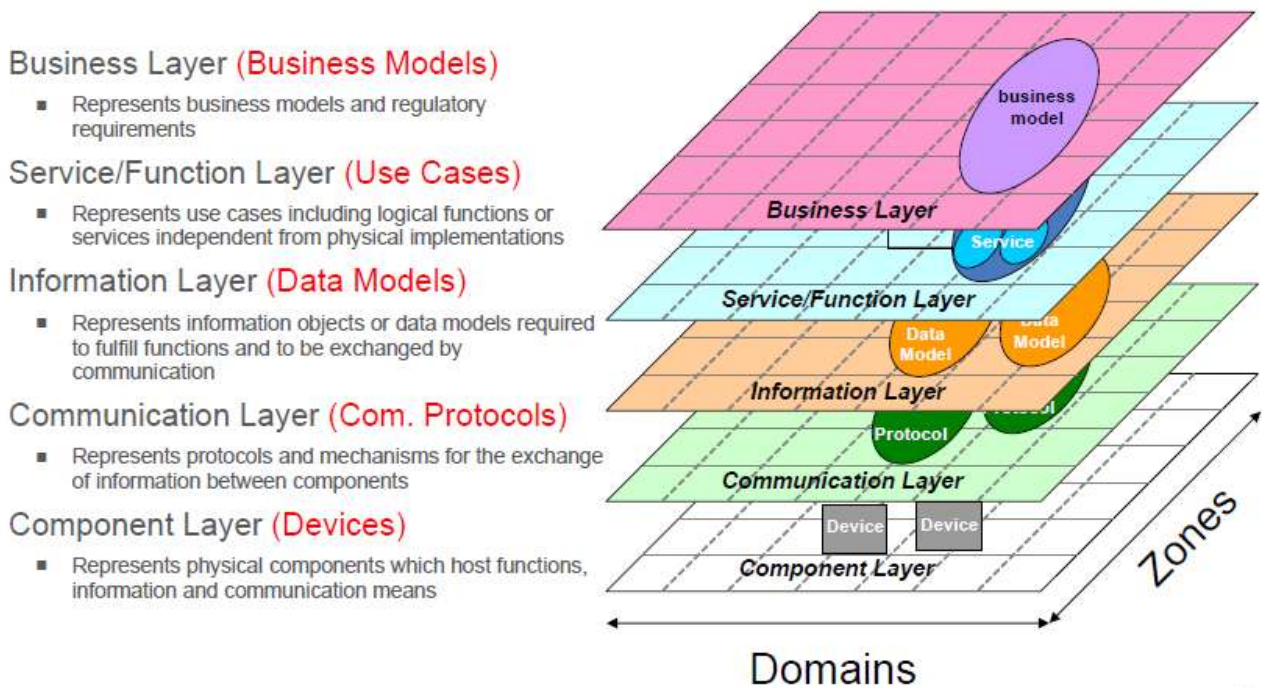 Business Layer (Business Models)
▪ Represents business models and regulatory
requirements
Service/Function Layer (Use Cases)
▪ Represents use cases including logical functions or
services independent from physical implementations
Information Layer (Data Models)
▪ Represents information objects or data models required
to fulfill functions and to be exchanged by
communication
Communication Layer (Com. Protocols)
▪ Represents protocols and mechanisms for the exchange
of information between components
Component Layer (Devices)
▪ Represents physical components which host functions,
information and communication means
business
model
Business Layer
Service
Service/Function Layer
Data
Model
Data
Model
Information Layer
Protocol
Communication Layer
Device
Device
Component Layer
Zones
Domains